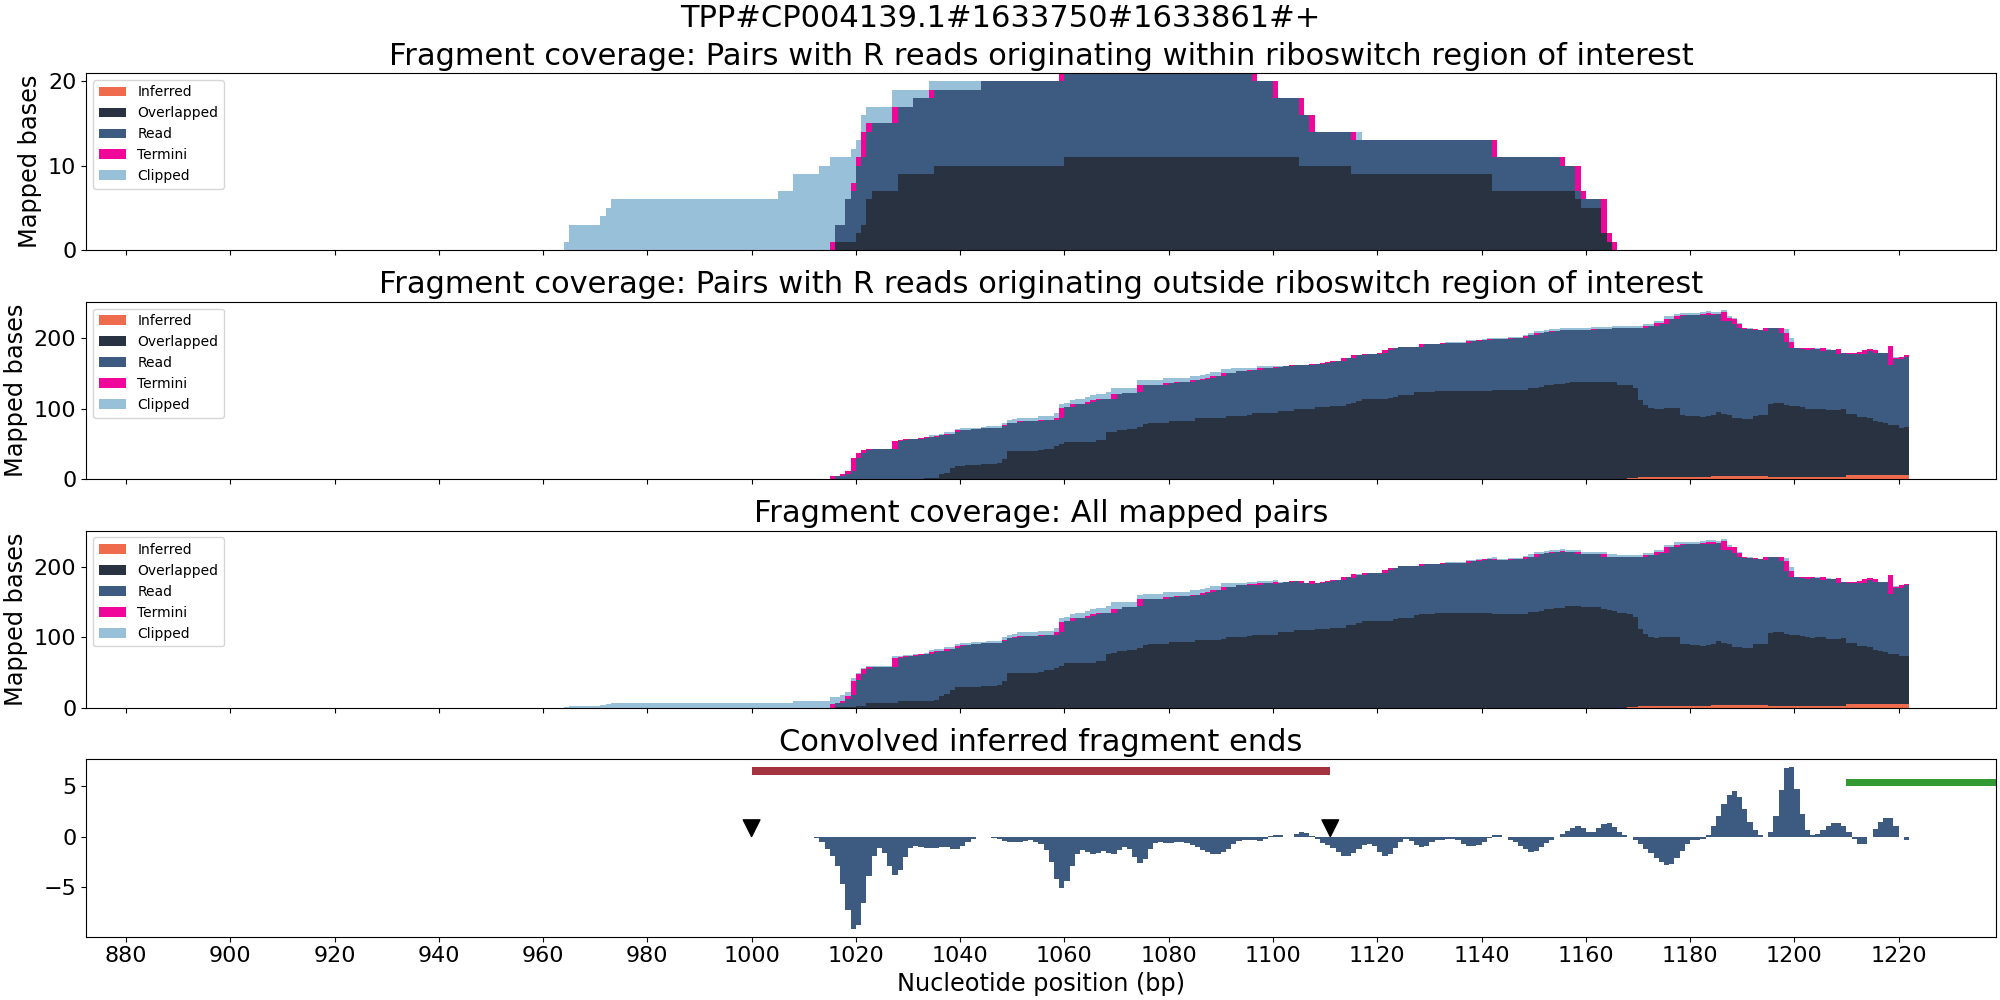 TPP#CP004139.1#1633750#1633861#+
Fragment coverage: Pairs with R reads originating within riboswitch region of interest
Mapped bases
20
10
0
Inferred
Overlapped
Read
Termini
Clipped
Fragment coverage: Pairs with R reads originating outside riboswitch region of interest
Mapped bases
200
100
0
Inferred
Overlapped
Read
Termini
Clipped
Fragment coverage: All mapped pairs
Mapped bases
200
100
0
Inferred
Overlapped
Read
Termini
Clipped
Convolved inferred fragment ends
5
0
−5
880 900 920 940 960 980 1000 1020 1040 1060 1080 1100 1120 1140 1160 1180 1200 1220
Nucleotide position (bp)